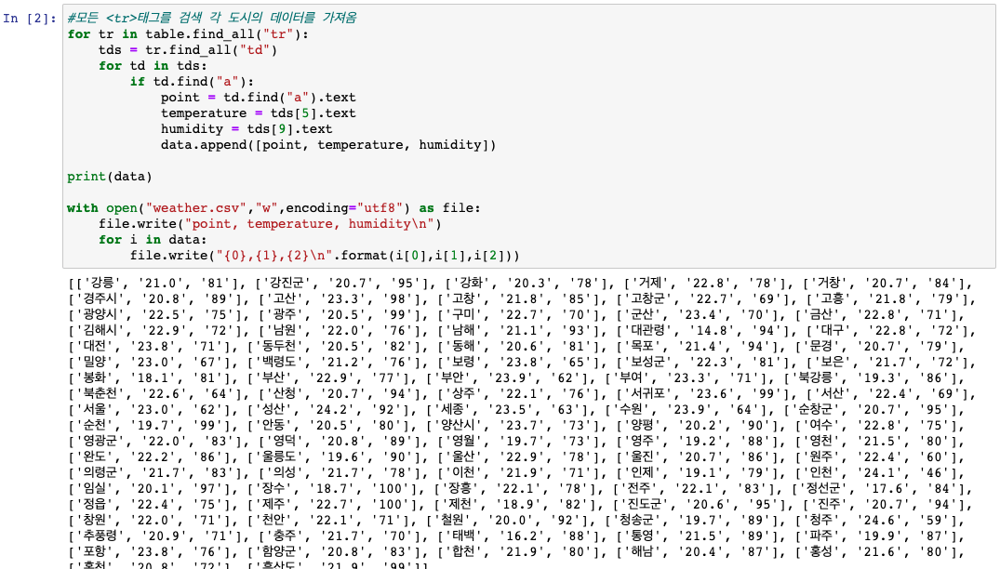 In [2]: #모든 <tr>태그를 검색 각 도시의 데이터를 가져옴
for tr in table.find_all("tr"):
    tds = tr.find_all("td")
    for td in tds:
        if td.find("a"):
            point = td.find("a").text
            temperature = tds[5].text
            humidity = tds[9].text
            data.append([point, temperature, humidity])
print(data)
with open("weather.csv","w",encoding="utf8") as file:
    file.write("point, temperature, humidity\n")
    for i in data:
        file.write("{0},{1},{2}\n".format(i[0],i[1],i[2]))
[['강릉', '21.0', '81'], ['강진군', '20.7', '95'], ['강화', '20.3', '78'], ['거제', '22.8', '78'], ['거창', '20.7', '84'],
['경주시', '20.8', '89'], ['고산', '23.3', '98'], ['고창', '21.8', '85'], ['고창군', '22.7', '69'], ['고흥', '21.8', '79'],
['광양시', '22.5', '75'], ['광주', '20.5', '99'], ['구미', '22.7', '70'], ['군산', '23.4', '70'], ['금산', '22.8', '71'],
['김해시', '22.9', '72'], ['남원', '22.0', '76'], ['남해', '21.1', '93'], ['대관령', '14.8', '94'], ['대구', '22.8', '72'],
['대전', '23.8', '71'], ['동두천', '20.5', '82'], ['동해', '20.6', '81'], ['목포', '21.4', '94'], ['문경', '20.7', '79'],
['밀양', '23.0', '67'], ['백령도', '21.2', '76'], ['보령', '23.8', '65'], ['보성군', '22.3', '81'], ['보은', '21.7', '72'],
['봉화', '18.1', '81'], ['부산', '22.9', '77'], ['부안', '23.9', '62'], ['부여', '23.3', '71'], ['북강릉', '19.3', '86'],
['북춘천', '22.6', '64'], ['산청', '20.7', '94'], ['상주', '22.1', '76'], ['서귀포', '23.6', '99'], ['서산', '22.4', '69'],
['서울', '23.0', '62'], ['성산', '24.2', '92'], ['세종', '23.5', '63'], ['수원', '23.9', '64'], ['순창군', '20.7', '95'],
['순천', '19.7', '99'], ['안동', '20.5', '80'], ['양산시', '23.7', '73'], ['양평', '20.2', '90'], ['여수', '22.8', '75'],
['영광군', '22.0', '83'], ['영덕', '20.8', '89'], ['영월', '19.7', '73'], ['영주', '19.2', '88'], ['영천', '21.5', '80'],
['완도', '22.2', '86'], ['울릉도', '19.6', '90'], ['울산', '22.9', '78'], ['울진', '20.7', '86'], ['원주', '22.4', '60'],
['의령군', '21.7', '83'], ['의성', '21.7', '78'], ['이천', '21.9', '71'], ['인제', '19.1', '79'], ['인천', '24.1', '46'],
['임실', '20.1', '97'], ['장수', '18.7', '100'], ['장흥', '22.1', '78'], ['전주', '22.1', '83'], ['정선군', '17.6', '84'],
['정읍', '22.4', '75'], ['제주', '22.7', '100'], ['제천', '18.9', '82'], ['진도군', '20.6', '95'], ['진주', '20.7', '94'],
['창원', '22.0', '71'], ['천안', '22.1', '71'], ['철원', '20.0', '92'], ['청송군', '19.7', '89'], ['청주', '24.6', '59'],
['추풍령', '20.9', '71'], ['충주', '21.7', '70'], ['태백', '16.2', '88'], ['통영', '21.5', '89'], ['파주', '19.9', '87'],
['포항', '23.8', '76'], ['함양군', '20.8', '83'], ['합천', '21.9', '80'], ['해남', '20.4', '87'], ['홍성', '21.6', '80'],
['홍천', '20.8', '72'], ['흑산도', '21.9', '99']]